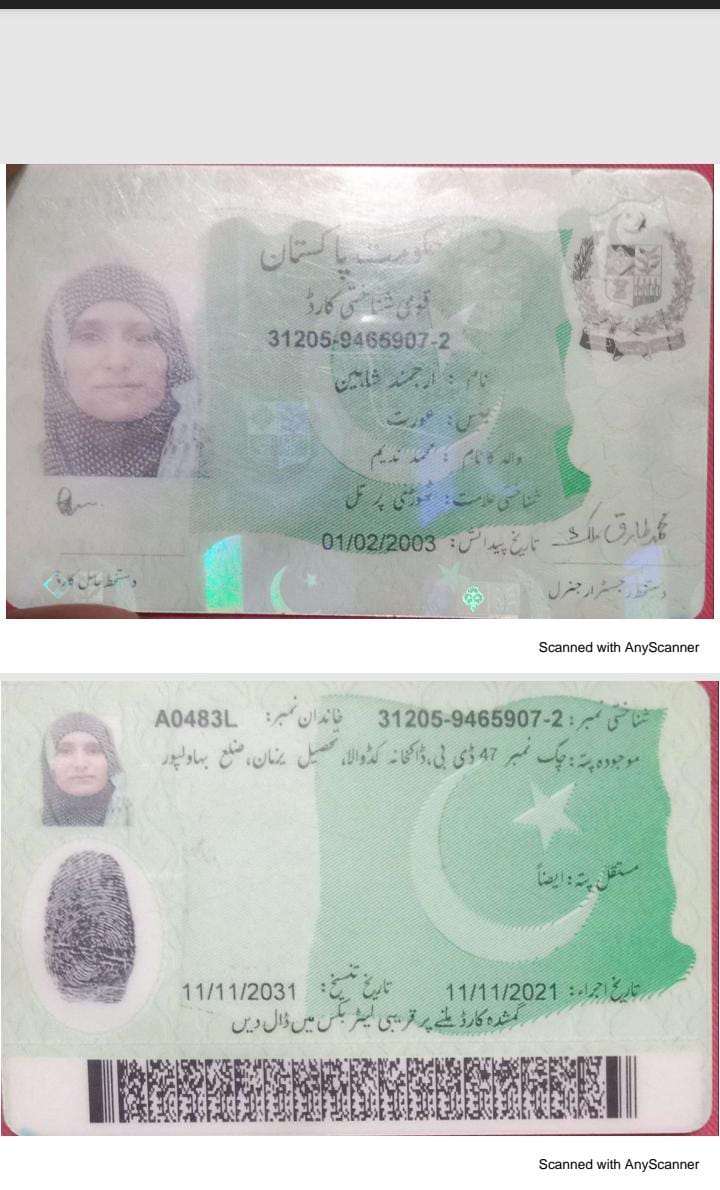 حکومت پاکستان
قومی شناختی کارڈ
31205-9465907-2
نام : ارجمند شاہین
جنس: عورت
والد کا نام : محمد ندیم
شناختی علامت: ٹھوڑی پر تل
تاریخ پیدائش: 01/02/2003
محمد طارق ملک
دستخط رجسٹرار جنرل
دستخط حامل کارڈ
Scanned with AnyScanner
شناختی نمبر: 31205-9465907-2 خاندان نمبر: A0483L
موجودہ پتہ: چک نمبر 47 ڈی بی، ڈاکخانہ کڈوالا، تحصیل یزمان، ضلع بہاولپور
مستقل پتہ: ایضاً
تاریخ اجراء: 11/11/2021 تاریخ تنسیخ: 11/11/2031
گمشدہ کارڈ ملنے پر قریبی لیٹر بکس میں ڈال دیں
Scanned with AnyScanner